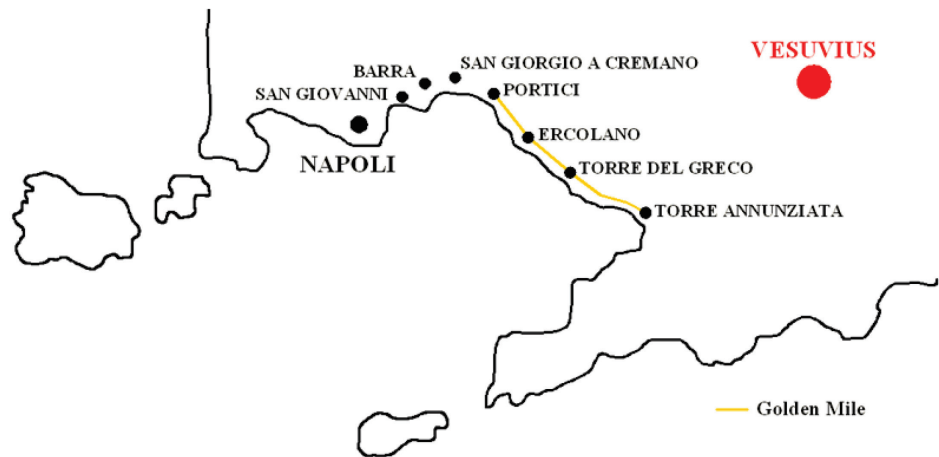 VESUVIUS
SAN GIORGIO A CREMANO
BARRA
SAN GIOVANNI
PORTICI
NAPOLI
ERCOLANO
TORRE DEL GRECO
TORRE ANNUNZIATA
Golden Mile